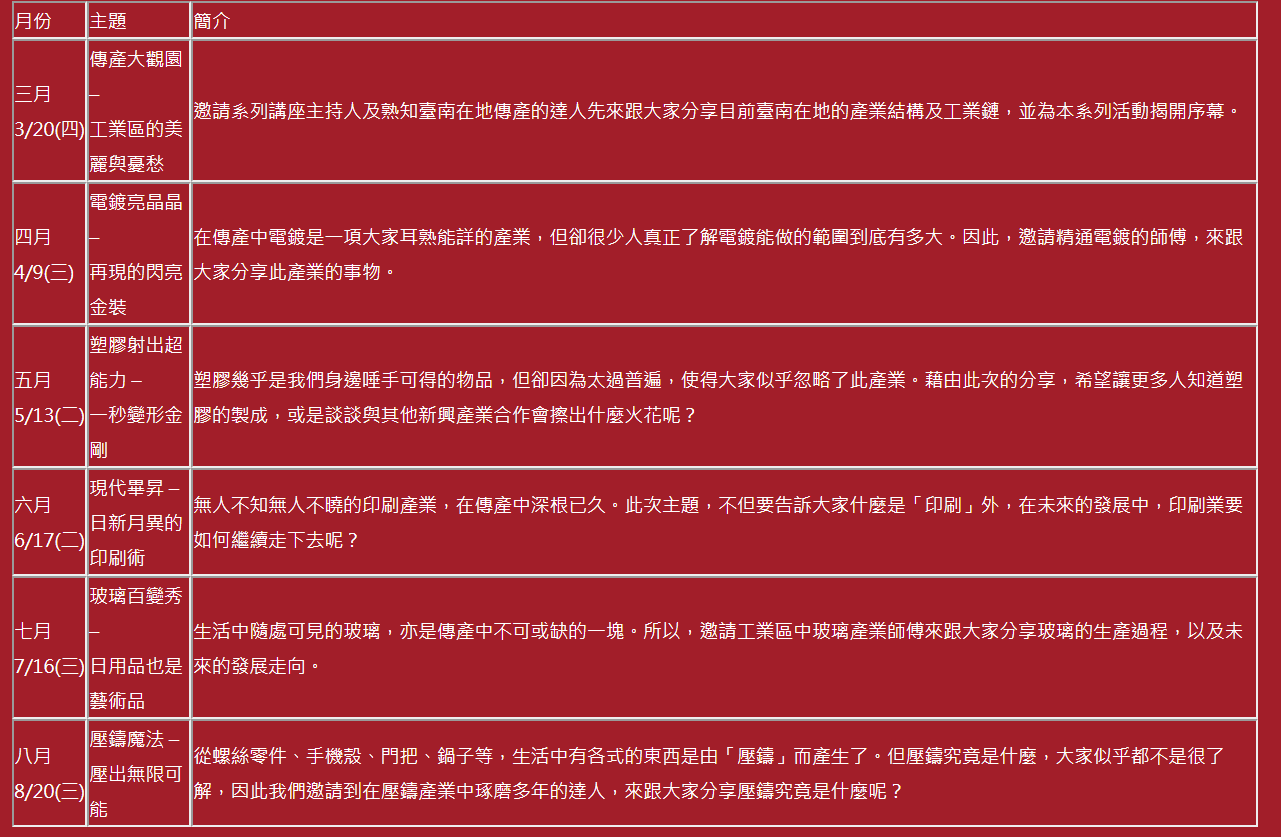 月份
主題
簡介
三月
3/20(四)
傳產大觀園
–
工業區的美
麗與憂愁
邀請系列講座主持人及熟知臺南在地傳產的達人先來跟大家分享目前臺南在地的產業結構及工業鏈，並為本系列活動揭開序幕。
四月
4/9(三)
電鍍亮晶晶
–
再現的閃亮
金裝
在傳產中電鍍是一項大家耳熟能詳的產業，但卻很少人真正了解電鍍能做的範圍到底有多大。因此，邀請精通電鍍的師傅，來跟
大家分享此產業的事物。
五月
5/13(二)
塑膠射出超
能力 –
一秒變形金
剛
塑膠幾乎是我們身邊唾手可得的物品，但卻因為太過普遍，使得大家似乎忽略了此產業。藉由此次的分享，希望讓更多人知道塑
膠的製成，或是談談與其他新興產業合作會擦出什麼火花呢？
六月
6/17(二)
現代畢昇 –
日新月異的
印刷術
無人不知無人不曉的印刷產業，在傳產中深根已久。此次主題，不但要告訴大家什麼是「印刷」外，在未來的發展中，印刷業要
如何繼續走下去呢？
七月
7/16(三)
玻璃百變秀
–
日用品也是
藝術品
生活中隨處可見的玻璃，亦是傳產中不可或缺的一塊。所以，邀請工業區中玻璃產業師傅來跟大家分享玻璃的生產過程，以及未
來的發展走向。
八月
8/20(三)
壓鑄魔法 –
壓出無限可
能
從螺絲零件、手機殼、門把、鍋子等，生活中有各式的東西是由「壓鑄」而產生了。但壓鑄究竟是什麼，大家似乎都不是很了
解，因此我們邀請到在壓鑄產業中琢磨多年的達人，來跟大家分享壓鑄究竟是什麼呢？